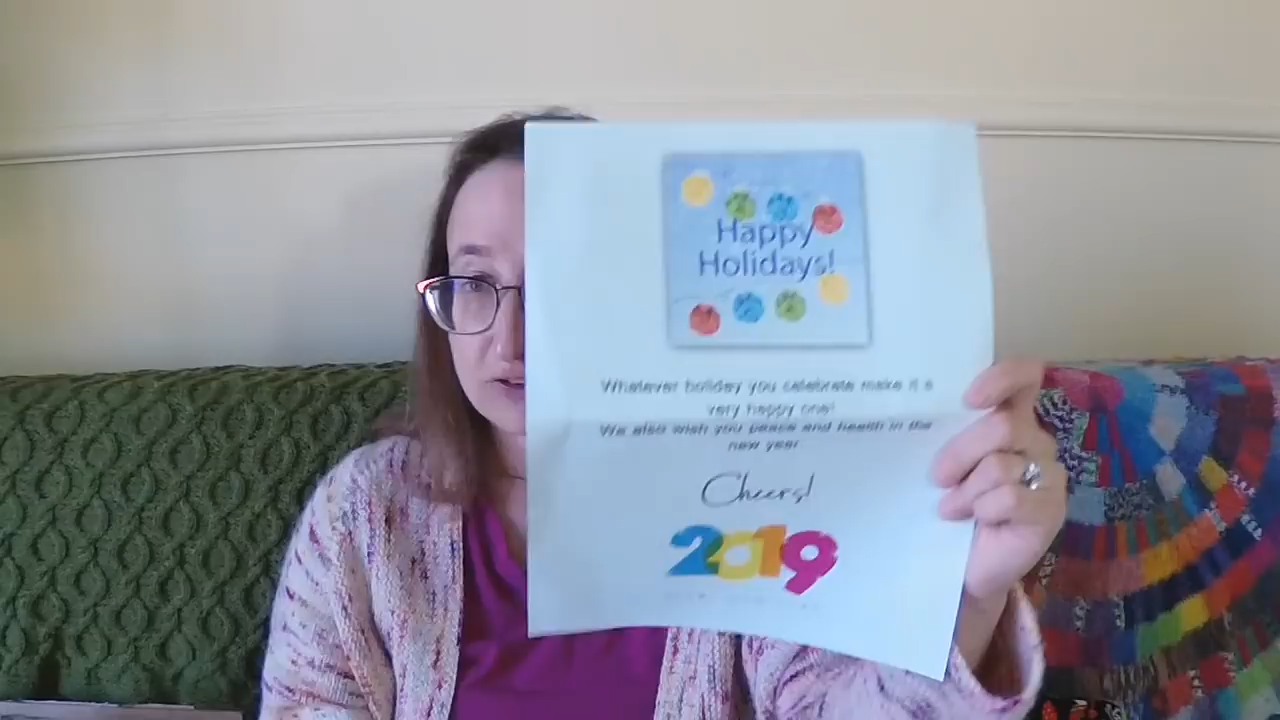 Happy
Holidays!
Whatever holiday you celebrate make it a
very happy one!
We also wish you peace and health in the
new year
Cheers!
2019